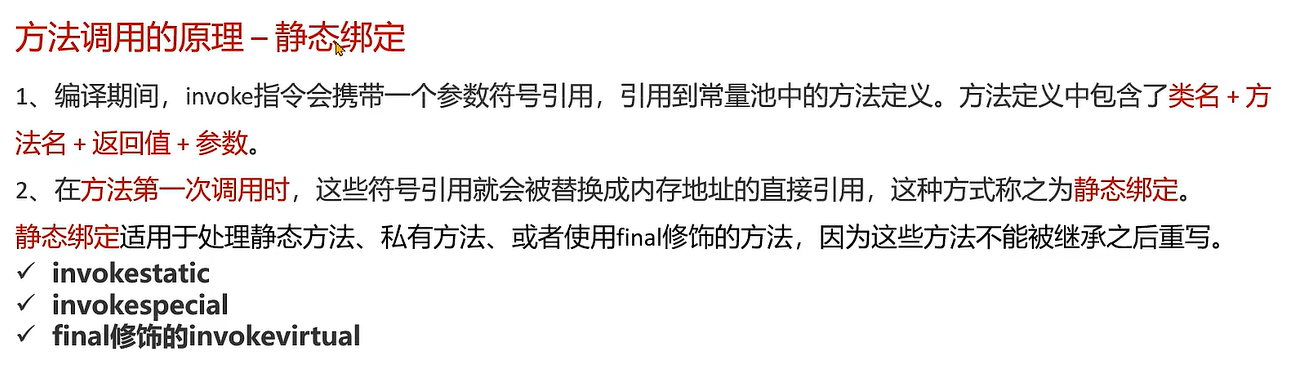 方法调用的原理 – 静态绑定
1、编译期间，invoke指令会携带一个参数符号引用，引用到常量池中的方法定义。方法定义中包含了类名 + 方
法名 + 返回值 + 参数。
2、在方法第一次调用时，这些符号引用就会被替换成内存地址的直接引用，这种方式称之为静态绑定。
静态绑定适用于处理静态方法、私有方法、或者使用final修饰的方法，因为这些方法不能被继承之后重写。
✓ invokestatic
✓ invokespecial
✓ final修饰的invokevirtual